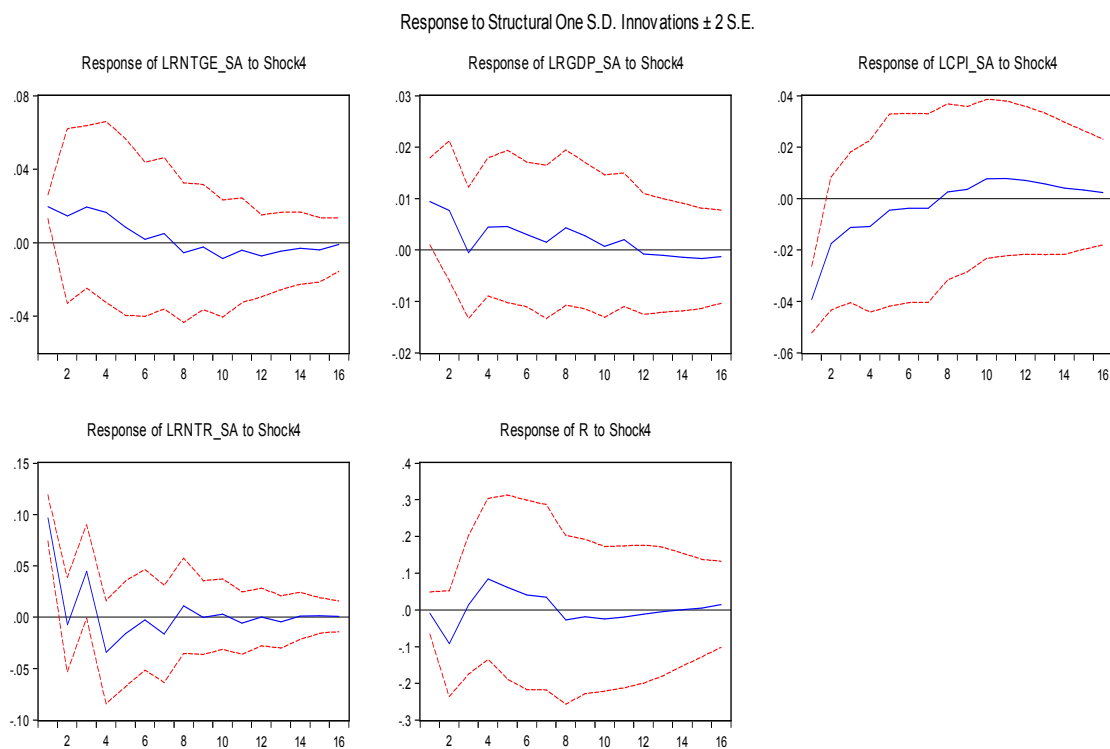 Response to Structural One S.D. Innovations ± 2 S.E.
Response of LRNTGE_SA to Shock4
.08
.04
.00
-.04
2 4 6 8 10 12 14 16
Response of LRGDP_SA to Shock4
.03
.02
.01
.00
-.01
-.02
2 4 6 8 10 12 14 16
Response of LCPI_SA to Shock4
.04
.02
.00
-.02
-.04
-.06
2 4 6 8 10 12 14 16
Response of LRNTR_SA to Shock4
.15
.10
.05
.00
-.05
-.10
2 4 6 8 10 12 14 16
Response of R to Shock4
.4
.3
.2
.1
.0
-.1
-.2
-.3
2 4 6 8 10 12 14 16